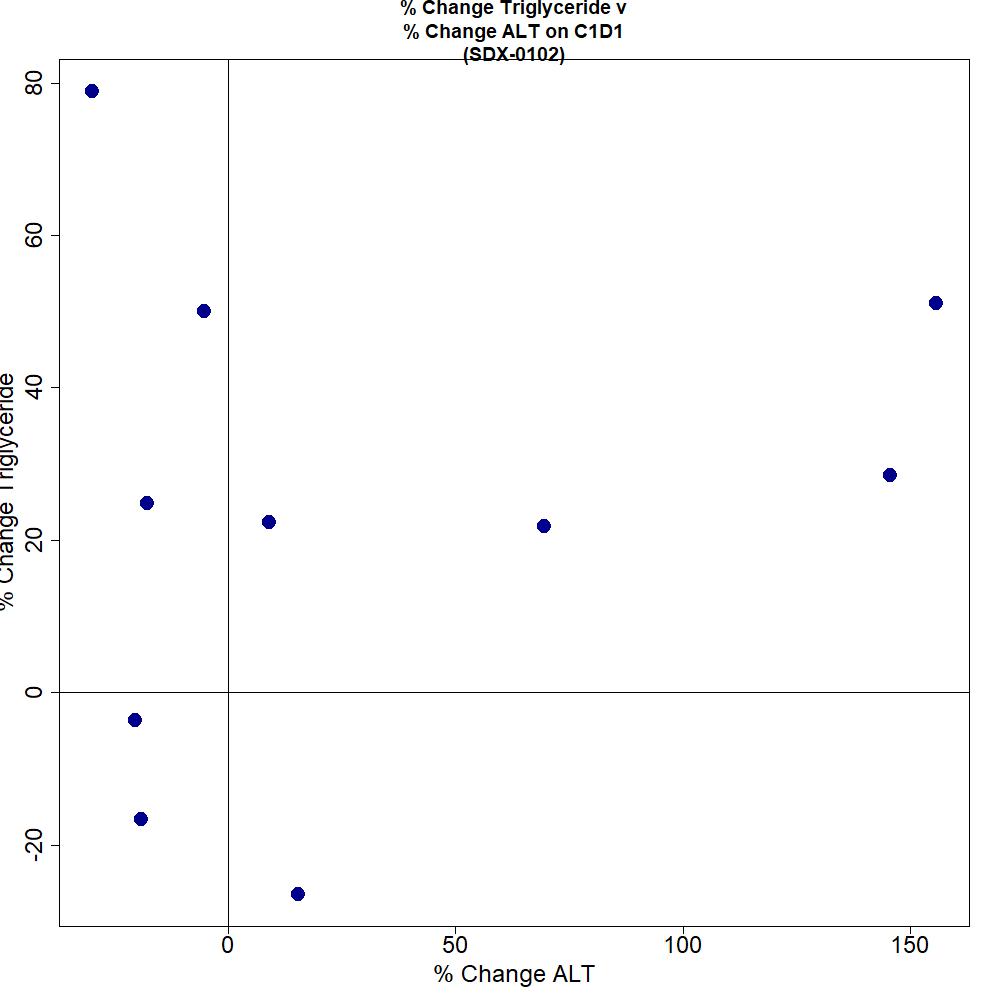 % Change Triglyceride v
% Change ALT on C1D1
(SDX-0102)
80
60
40
20
0
-20
% Change Triglyceride
0
50
100
150
% Change ALT